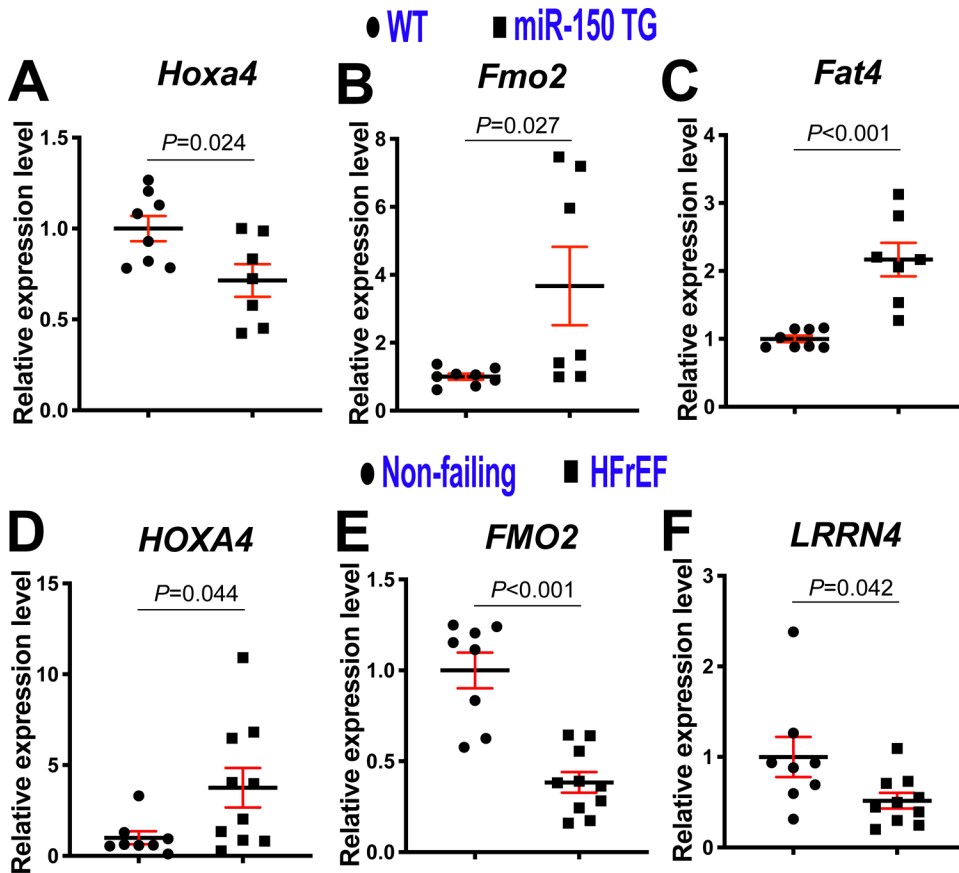 WT miR-150 TG
A Hoxa4
Relative expression level
1.5
1.0
0.5
0.0
P=0.024
B Fmo2
Relative expression level
8
6
4
2
0
P=0.027
C Fat4
Relative expression level
4
3
2
1
0
P<0.001
Non-failing HFrEF
D HOXA4
Relative expression level
15
10
5
0
P=0.044
E FMO2
Relative expression level
1.5
1.0
0.5
0.0
P<0.001
F LRRN4
Relative expression level
3
2
1
0
P=0.042